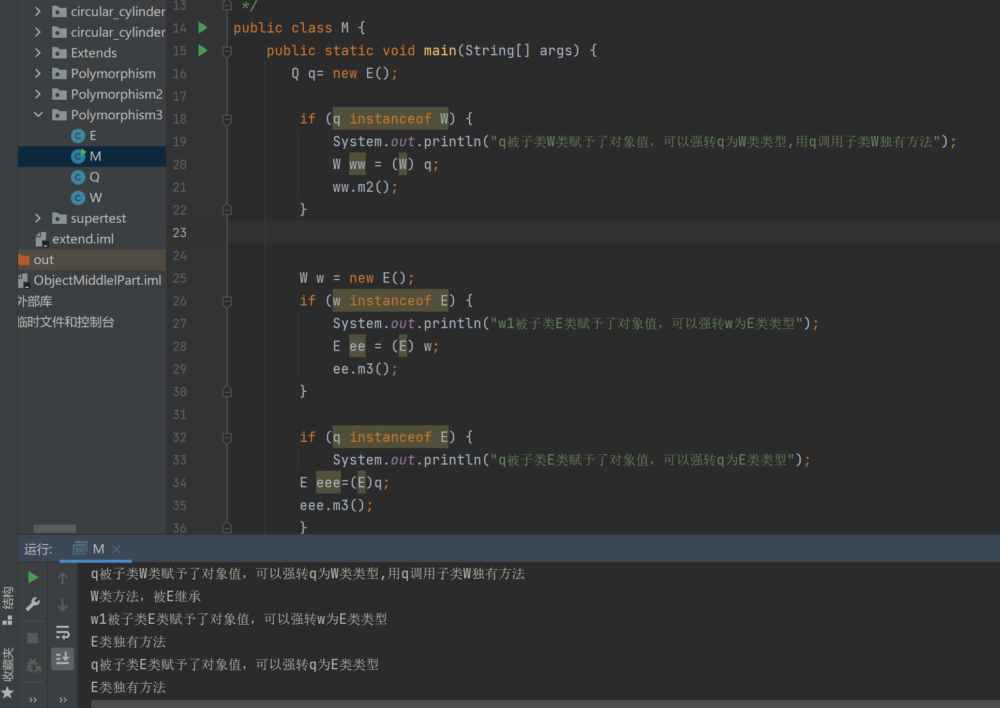 circular_cylinder
circular_cylinder
Extends
Polymorphism
Polymorphism2
Polymorphism3
E
M
Q
W
supertest
extend.iml
out
ObjectMiddlelPart.iml
外部库
临时文件和控制台
13 */
14 public class M {
15 public static void main(String[] args) {
16 Q q= new E();
17
18 if (q instanceof W) {
19 System.out.println("q被子类W类赋予了对象值，可以强转q为W类类型,用q调用子类W独有方法");
20 W ww = (W) q;
21 ww.m2();
22 }
23
24
25 W w = new E();
26 if (w instanceof E) {
27 System.out.println("w1被子类E类赋予了对象值，可以强转w为E类类型");
28 E ee = (E) w;
29 ee.m3();
30 }
31
32 if (q instanceof E) {
33 System.out.println("q被子类E类赋予了对象值，可以强转q为E类类型");
34 E eee=(E)q;
35 eee.m3();
36 }
运行: M
q被子类W类赋予了对象值，可以强转q为W类类型,用q调用子类W独有方法
W类方法，被E继承
w1被子类E类赋予了对象值，可以强转w为E类类型
E类独有方法
q被子类E类赋予了对象值，可以强转q为E类类型
E类独有方法
结构
收藏夹